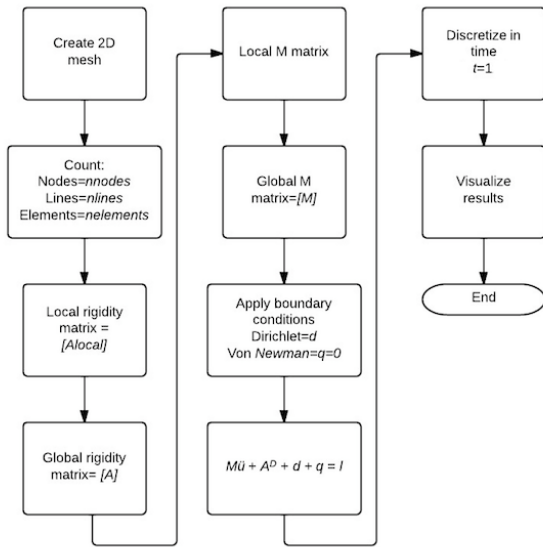 Create 2D
mesh
Count:
Nodes=nnodes
Lines=nlines
Elements=nelements
Local rigidity
matrix =
[Alocal]
Global rigidity
matrix= [A]
Local M matrix
Global M
matrix=[M]
Apply boundary
conditions
Dirichlet=d
Von Newman=q=0
Mü + Aᴰ + d + q = l
Discretize in
time
t=1
Visualize
results
End